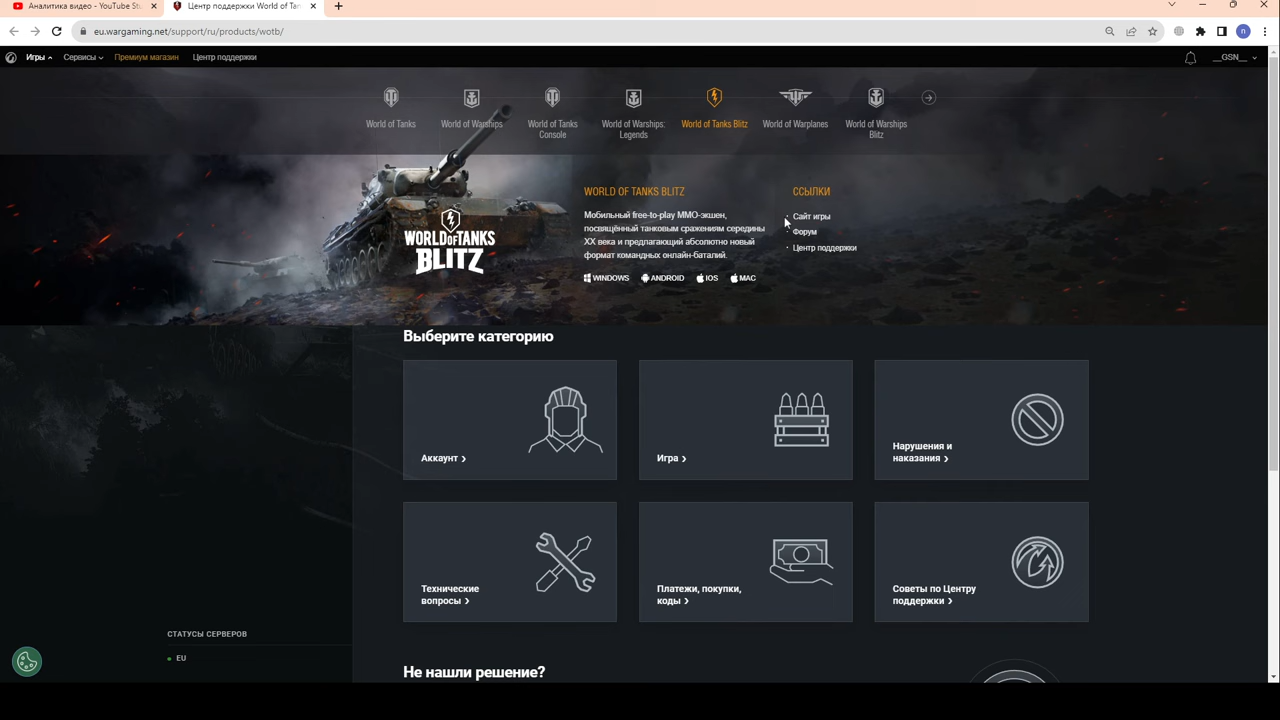 Аналитика видео - YouTube Stu
Центр поддержки World of Tan
eu.wargaming.net/support/ru/products/wotb/
п
Игры
Сервисы
Премиум магазин
Центр поддержки
__GSN__
World of Tanks
World of Warships
World of Tanks
Console
World of Warships:
Legends
World of Tanks Blitz
World of Warplanes
World of Warships
Blitz
WORLD OF TANKS
BLITZ
WORLD OF TANKS BLITZ
Мобильный free-to-play MMO-экшен,
посвящённый танковым сражениям середины
XX века и предлагающий абсолютно новый
формат командных онлайн-баталий.
WINDOWS ANDROID IOS MAC
ССЫЛКИ
· Сайт игры
· Форум
· Центр поддержки
Выберите категорию
Аккаунт
Игра
Нарушения и
наказания
Технические
вопросы
Платежи, покупки,
коды
Советы по Центру
поддержки
СТАТУСЫ СЕРВЕРОВ
EU
Не нашли решение?